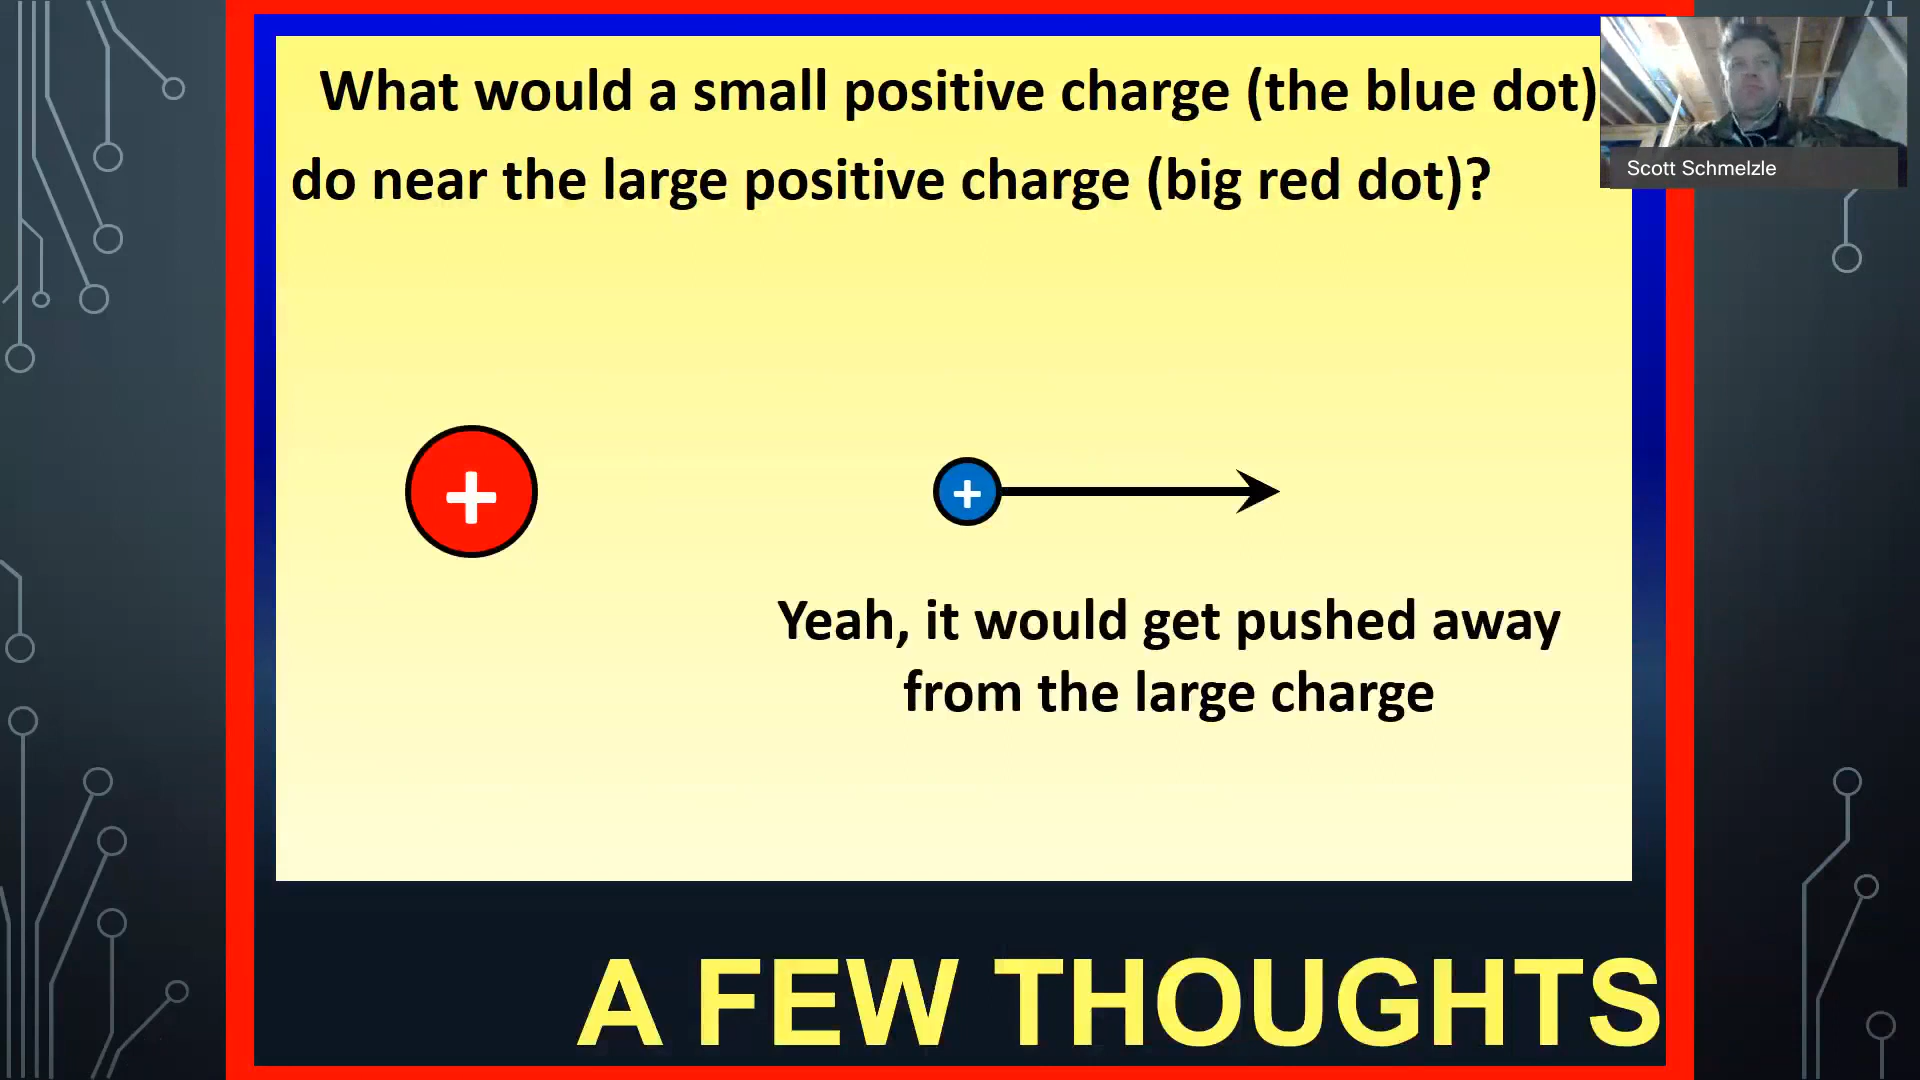 What would a small positive charge (the blue dot)
do near the large positive charge (big red dot)?
Scott Schmelzle
+
+
Yeah, it would get pushed away
from the large charge
A FEW THOUGHTS